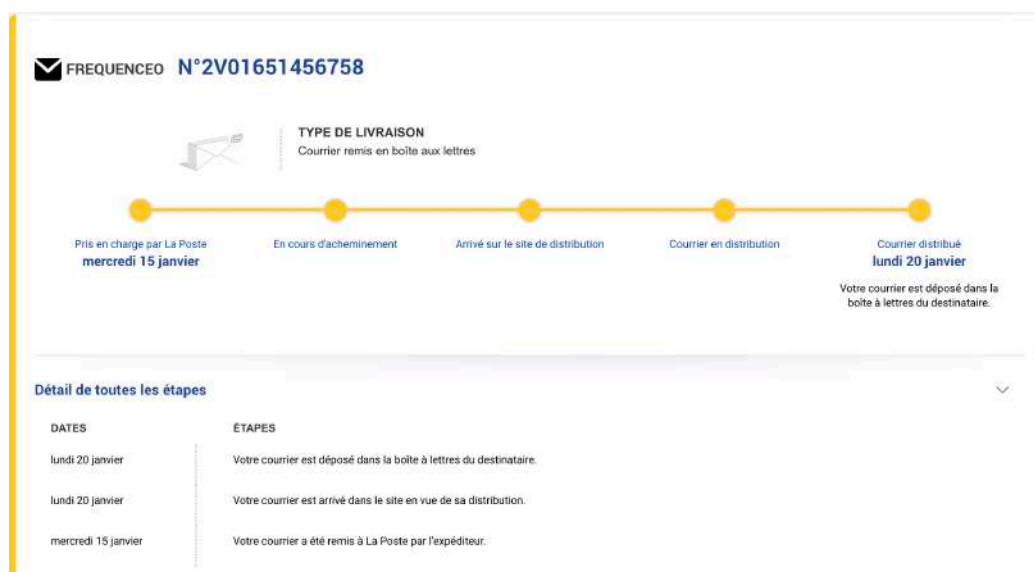 FREQUENCEO N°2V01651456758
TYPE DE LIVRAISON
Courrier remis en boîte aux lettres
Pris en charge par La Poste
mercredi 15 janvier
En cours d'acheminement
Arrivé sur le site de distribution
Courrier en distribution
Courrier distribué
lundi 20 janvier
Votre courrier est déposé dans la
boîte à lettres du destinataire.
Détail de toutes les étapes
DATES ÉTAPES
lundi 20 janvier Votre courrier est déposé dans la boîte à lettres du destinataire.
lundi 20 janvier Votre courrier est arrivé dans le site en vue de sa distribution.
mercredi 15 janvier Votre courrier a été remis à La Poste par l'expéditeur.